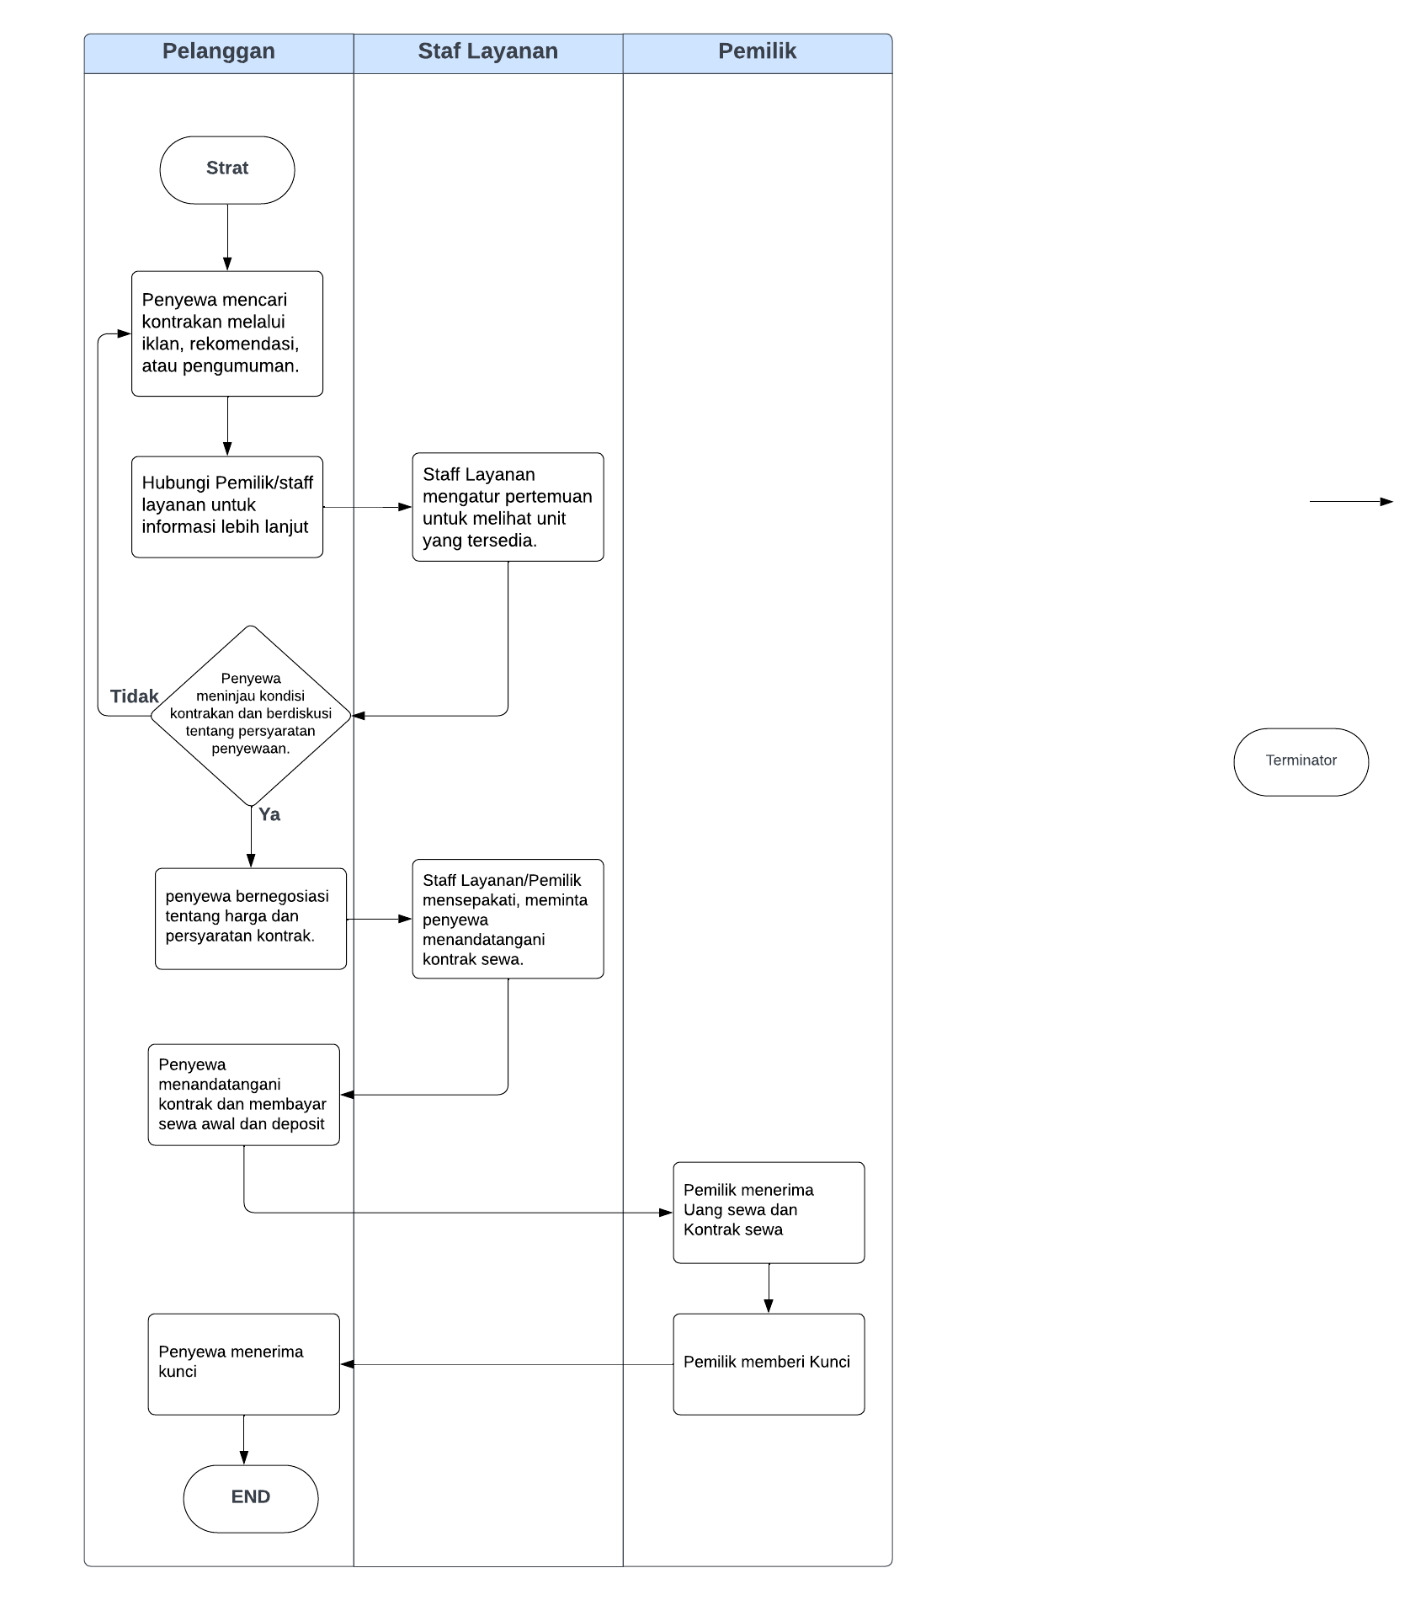 Pelanggan
Staf Layanan
Pemilik
Strat
Penyewa mencari
kontrakan melalui
iklan, rekomendasi,
atau pengumuman.
Hubungi Pemilik/staff
layanan untuk
informasi lebih lanjut
Staff Layanan
mengatur pertemuan
untuk melihat unit
yang tersedia.
Tidak
Penyewa
meninjau kondisi
kontrakan dan berdiskusi
tentang persyaratan
penyewaan.
Terminator
Ya
penyewa bernegosiasi
tentang harga dan
persyaratan kontrak.
Staff Layanan/Pemilik
mensepakati, meminta
penyewa
menandatangani
kontrak sewa.
Penyewa
menandatangani
kontrak dan membayar
sewa awal dan deposit
Pemilik menerima
Uang sewa dan
Kontrak sewa
Pemilik memberi Kunci
Penyewa menerima
kunci
END